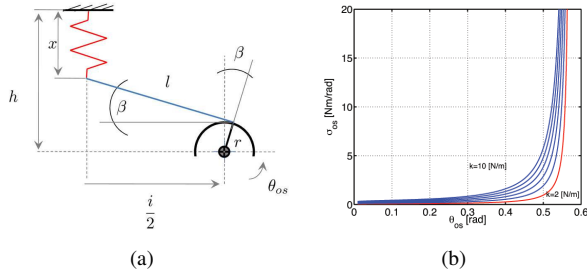 x
h
β
l
β
r
θos
i
2
(a)
20
15
10
5
0
σos [Nm/rad]
k=10 [N/m]
k=2 [N/m]
0
0.1
0.2
0.3
0.4
0.5
0.6
θos [rad]
(b)